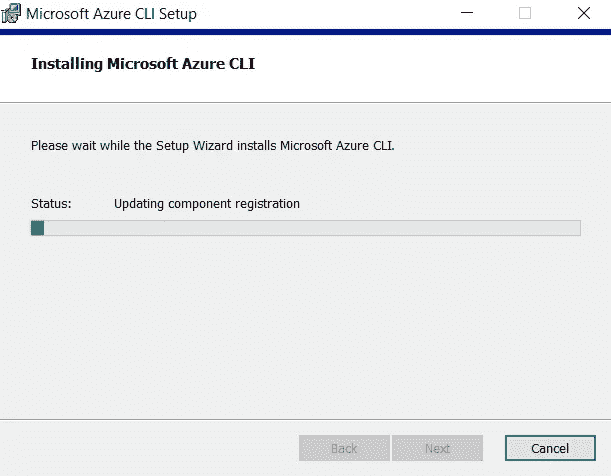 Microsoft Azure CLI Setup
Installing Microsoft Azure CLI
Please wait while the Setup Wizard installs Microsoft Azure CLI.
Status: Updating component registration
Back Next Cancel